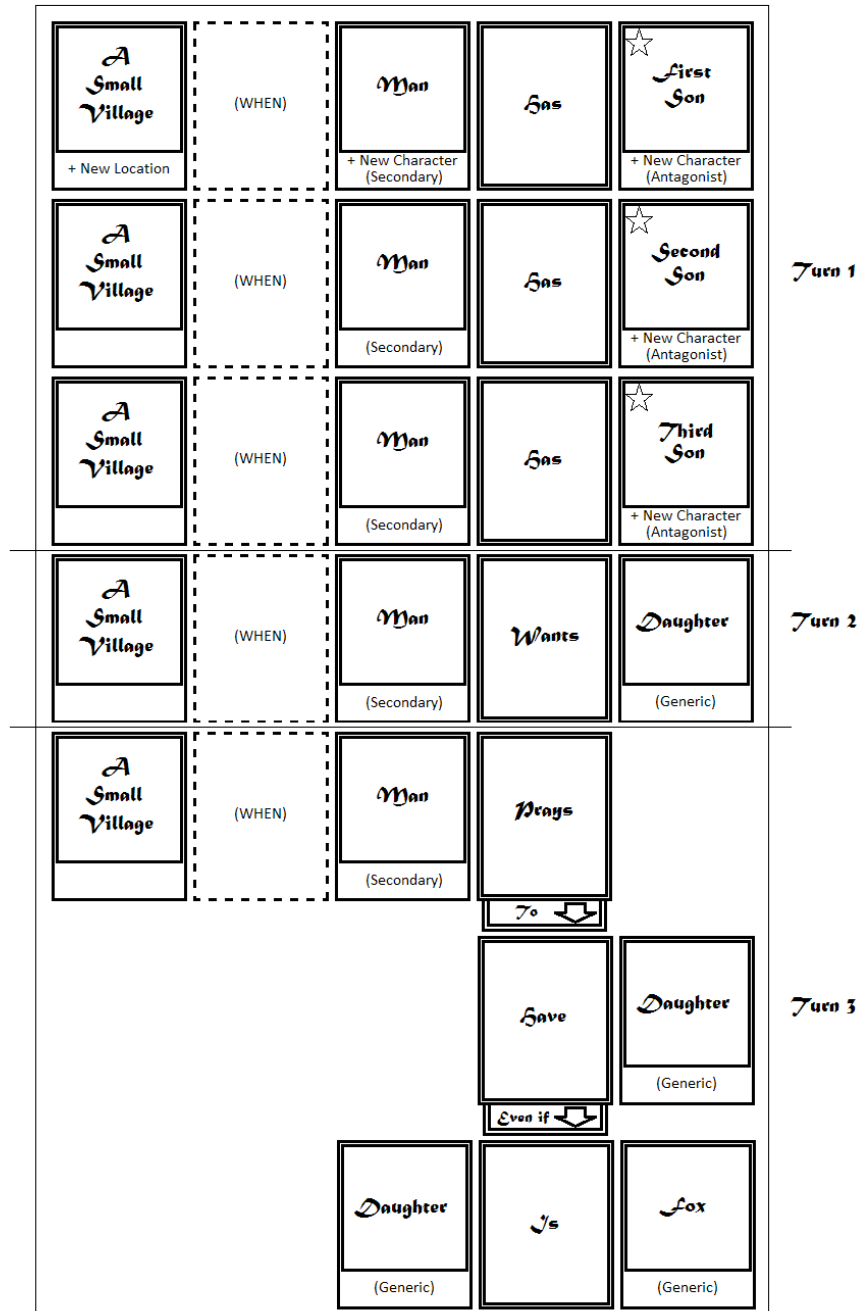 A
Small
Village
+ New Location
(WHEN)
Man
+ New Character
(Secondary)
Has
First
Son
+ New Character
(Antagonist)
A
Small
Village
(WHEN)
Man
(Secondary)
Has
Second
Son
+ New Character
(Antagonist)
Turn 1
A
Small
Village
(WHEN)
Man
(Secondary)
Has
Third
Son
+ New Character
(Antagonist)
A
Small
Village
(WHEN)
Man
(Secondary)
Wants
Daughter
(Generic)
Turn 2
A
Small
Village
(WHEN)
Man
(Secondary)
Prays
To
Have
Daughter
(Generic)
Turn 3
Even if
Daughter
(Generic)
Is
Fox
(Generic)